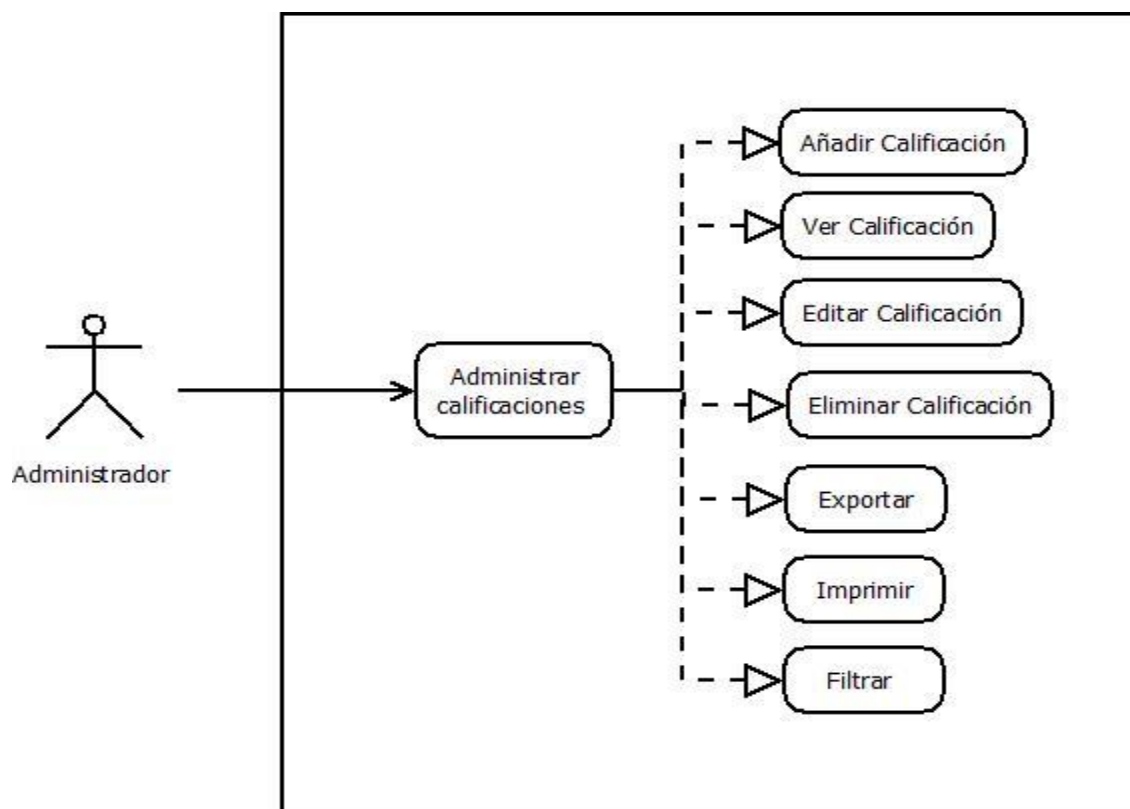 Añadir Calificación
Ver Calificación
Editar Calificación
Administrar
calificaciones
Eliminar Calificación
Administrador
Exportar
Imprimir
Filtrar